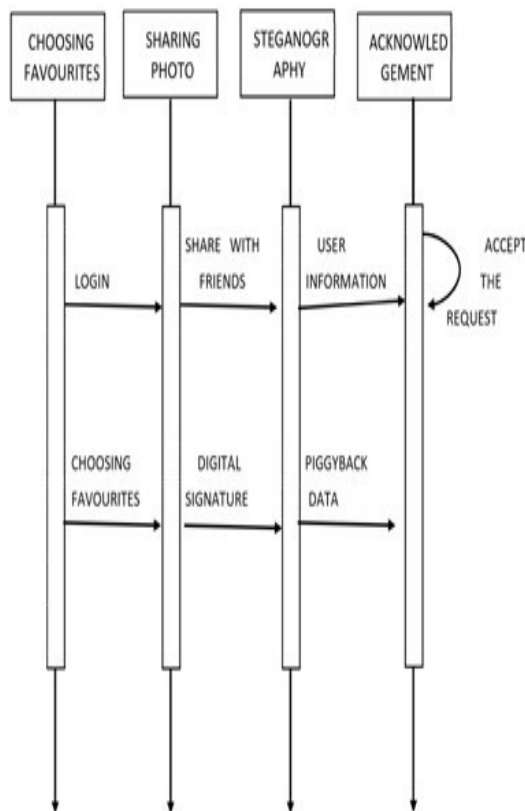 CHOOSING
FAVOURITES
SHARING
PHOTO
STEGANOGR
APHY
ACKNOWLED
GEMENT
LOGIN
SHARE WITH
FRIENDS
USER
INFORMATION
ACCEPT
THE
REQUEST
CHOOSING
FAVOURITES
DIGITAL
SIGNATURE
PIGGYBACK
DATA